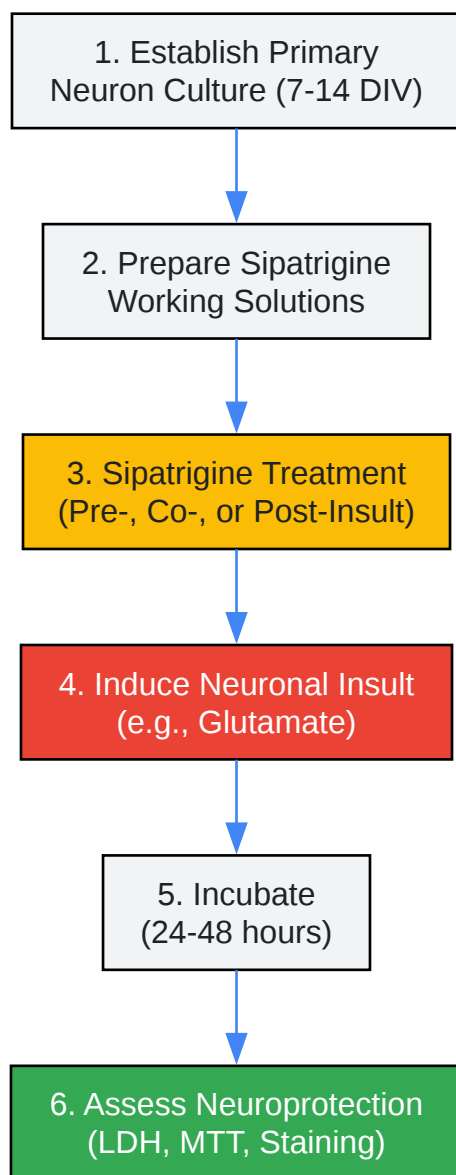 1. Establish Primary
Neuron Culture (7-14 DIV)
2. Prepare Sipatrigine
Working Solutions
3. Sipatrigine Treatment
(Pre-, Co-, or Post-Insult)
4. Induce Neuronal Insult
(e.g., Glutamate)
5. Incubate
(24-48 hours)
6. Assess Neuroprotection
(LDH, MTT, Staining)